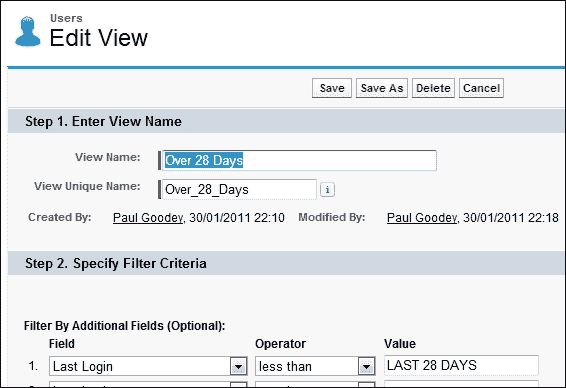 Users
Edit View
Save Save As Delete Cancel
Step 1. Enter View Name
View Name: Over 28 Days
View Unique Name: Over_28_Days i
Created By: Paul Goodey, 30/01/2011 22:10 Modified By: Paul Goodey, 30/01/2011 22:18
Step 2. Specify Filter Criteria
Filter By Additional Fields (Optional):
Field Operator Value
1. Last Login less than LAST 28 DAYS